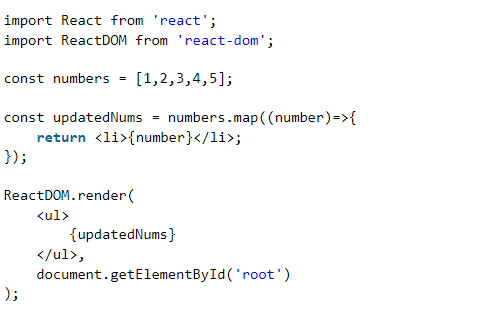 import React from 'react';
import ReactDOM from 'react-dom';
const numbers = [1,2,3,4,5];
const updatedNums = numbers.map((number)=>{
    return <li>{number}</li>;
});
ReactDOM.render(
    <ul>
        {updatedNums}
    </ul>,
    document.getElementById('root')
);